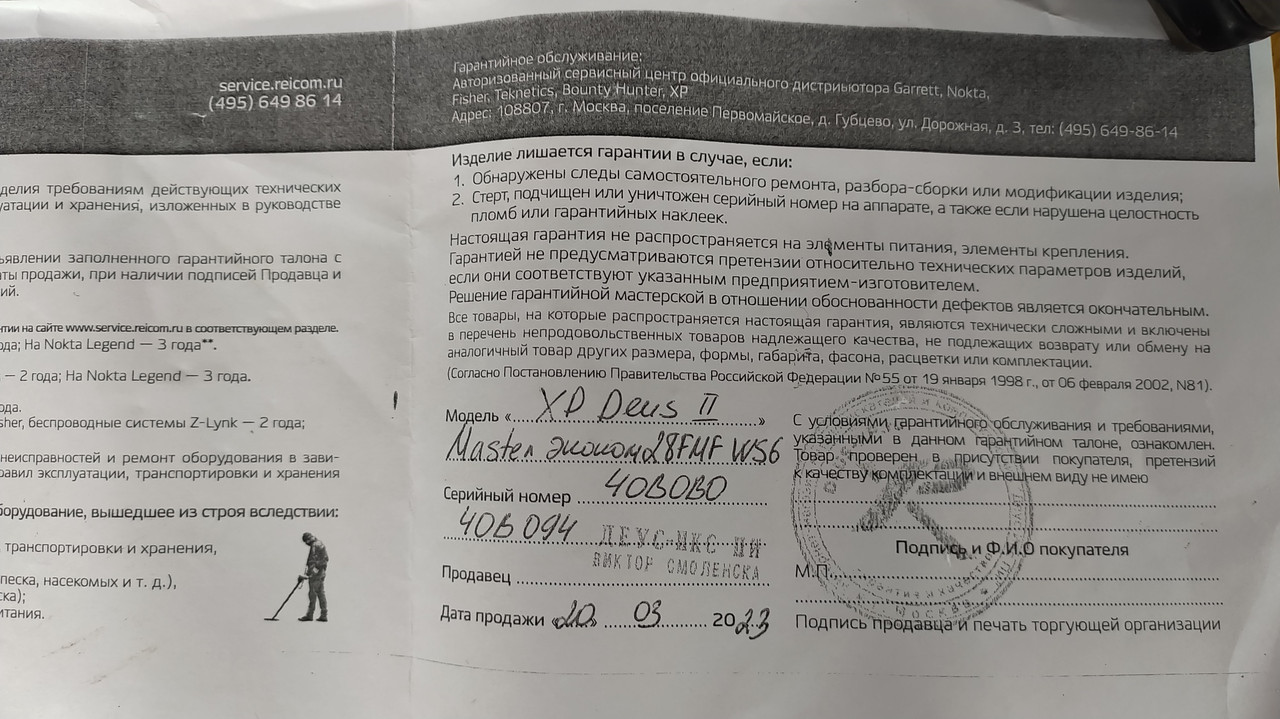 service.reicom.ru
(495) 649 86 14
делия требованиям действующих технических
уатации и хранения, изложенных в руководстве
ъявлении заполненного гарантийного талона с
аты продажи, при наличии подписей Продавца и
ий.
нтии на сайте www.service.reicom.ru в соответствующем разделе.
ода; На Nokta Legend — 3 года**.
– 2 года; На Nokta Legend — 3 года.
ода.
sher, беспроводные системы Z-Lynk — 2 года;
неисправностей и ремонт оборудования в зави-
равил эксплуатации, транспортировки и хранения
борудование, вышедшее из строя вследствии:
транспортировки и хранения,
песка, насекомых и т. д.),
ска);
итания.
Гарантийное обслуживание:
Авторизованный сервисный центр официального дистриьютора Garrett, Nokta,
Fisher, Teknetics, Bounty Hunter, XP
Адрес: 108807, г. Москва, поселение Первомайское, д. Губцево, ул. Дорожная, д. 3, тел: (495) 649-86-14
Изделие лишается гарантии в случае, если:
1. Обнаружены следы самостоятельного ремонта, разбора-сборки или модификации изделия;
2. Стерт, подчищен или уничтожен серийный номер на аппарате, а также если нарушена целостность
пломб или гарантийных наклеек.
Настоящая гарантия не распространяется на элементы питания, элементы крепления.
Гарантией не предусматриваются претензии относительно технических параметров изделий,
если они соответствуют указанным предприятием-изготовителем.
Решение гарантийной мастерской в отношении обоснованности дефектов является окончательным.
Все товары, на которые распространяется настоящая гарантия, являются технически сложными и включены
в перечень непродовольственных товаров надлежащего качества, не подлежащих возврату или обмену на
аналогичный товар других размера, формы, габарита, фасона, расцветки или комплектации.
(Согласно Постановлению Правительства Российской Федерации №55 от 19 января 1998 г., от 06 февраля 2002, N81).
Модель «XP Deus II»
Master эконом 28FMF WS6
Серийный номер 40B0B0
40B094
ДЕУС-ИКС ПИ
ВИКТОР СМОЛЕНСКА
Продавец
Дата продажи «20» 03 2023
С условиями гарантийного обслуживания и требованиями,
указанными в данном гарантийном талоне, ознакомлен.
Товар проверен в присутствии покупателя, претензий
к качеству комплектации и внешнем виду не имею
Подпись и Ф.И.О покупателя
М.П.
Подпись продавца и печать торгующей организации
МОСКВА